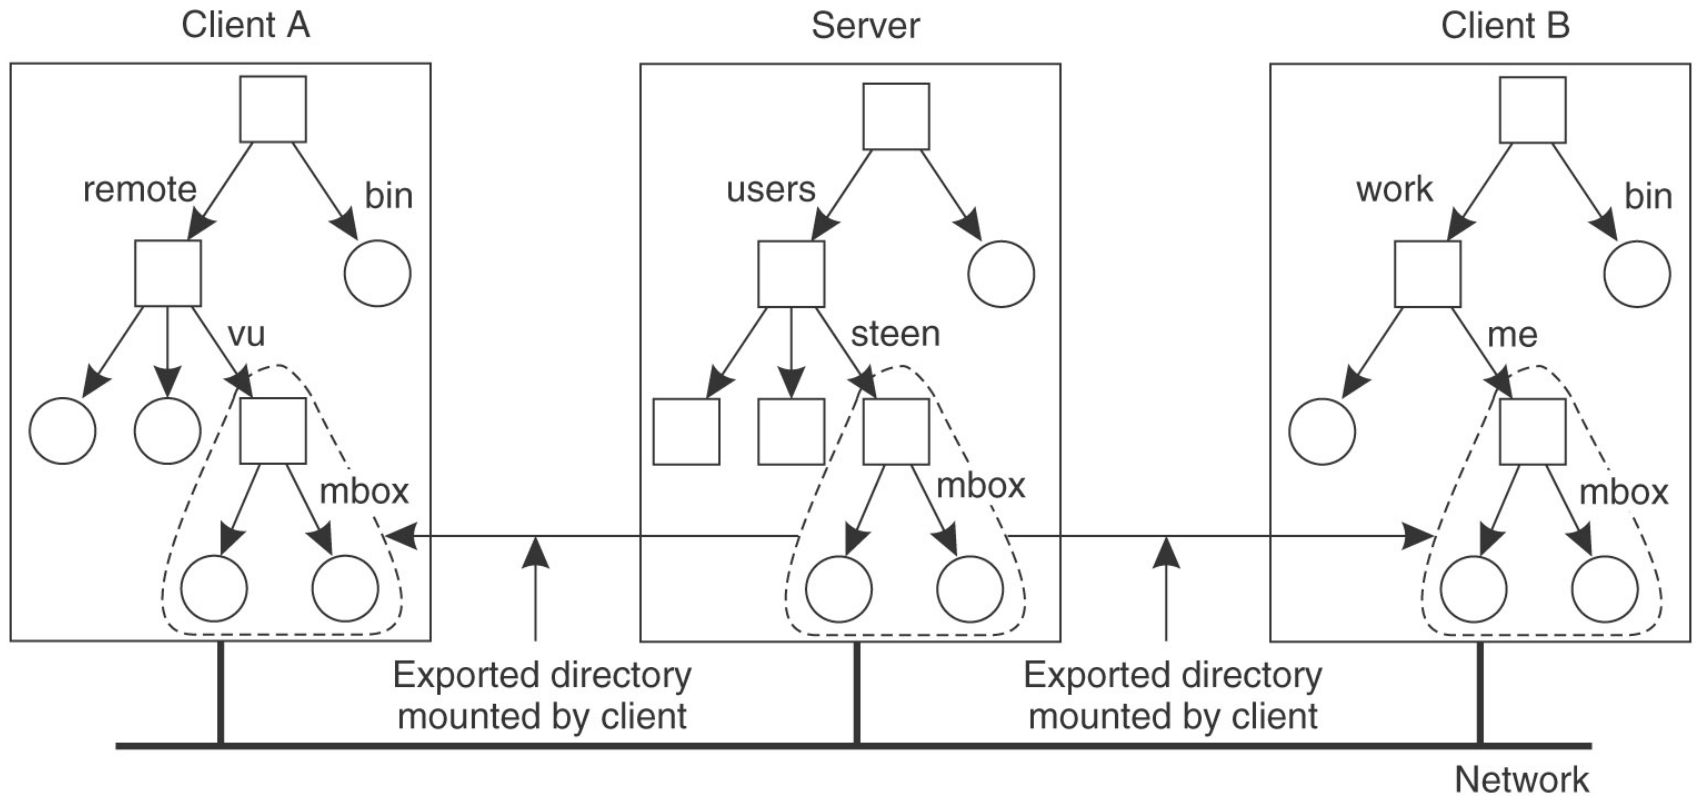 Client A
Server
Client B
remote
bin
users
work
bin
vu
steen
me
mbox
mbox
mbox
Exported directory
mounted by client
Exported directory
mounted by client
Network